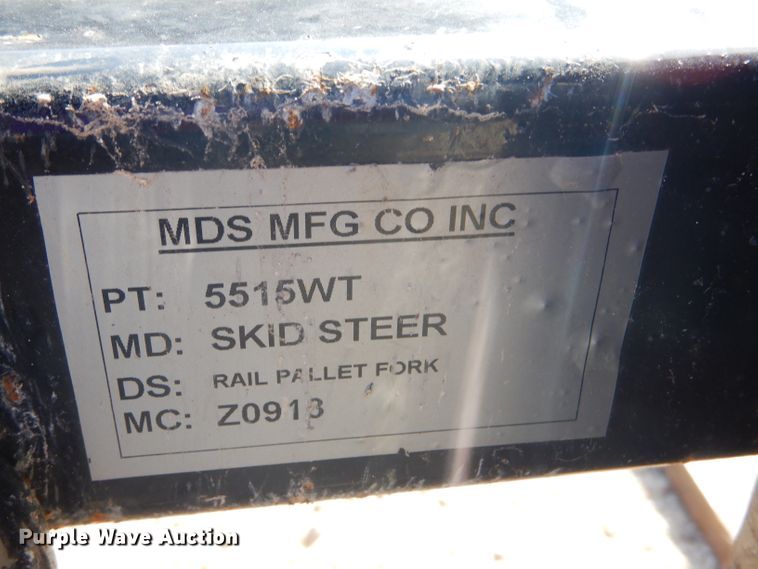 MDS MFG CO INC
PT: 5515WT
MD: SKID STEER
DS: RAIL PALLET FORK
MC: Z0913
Purple Wave Auction